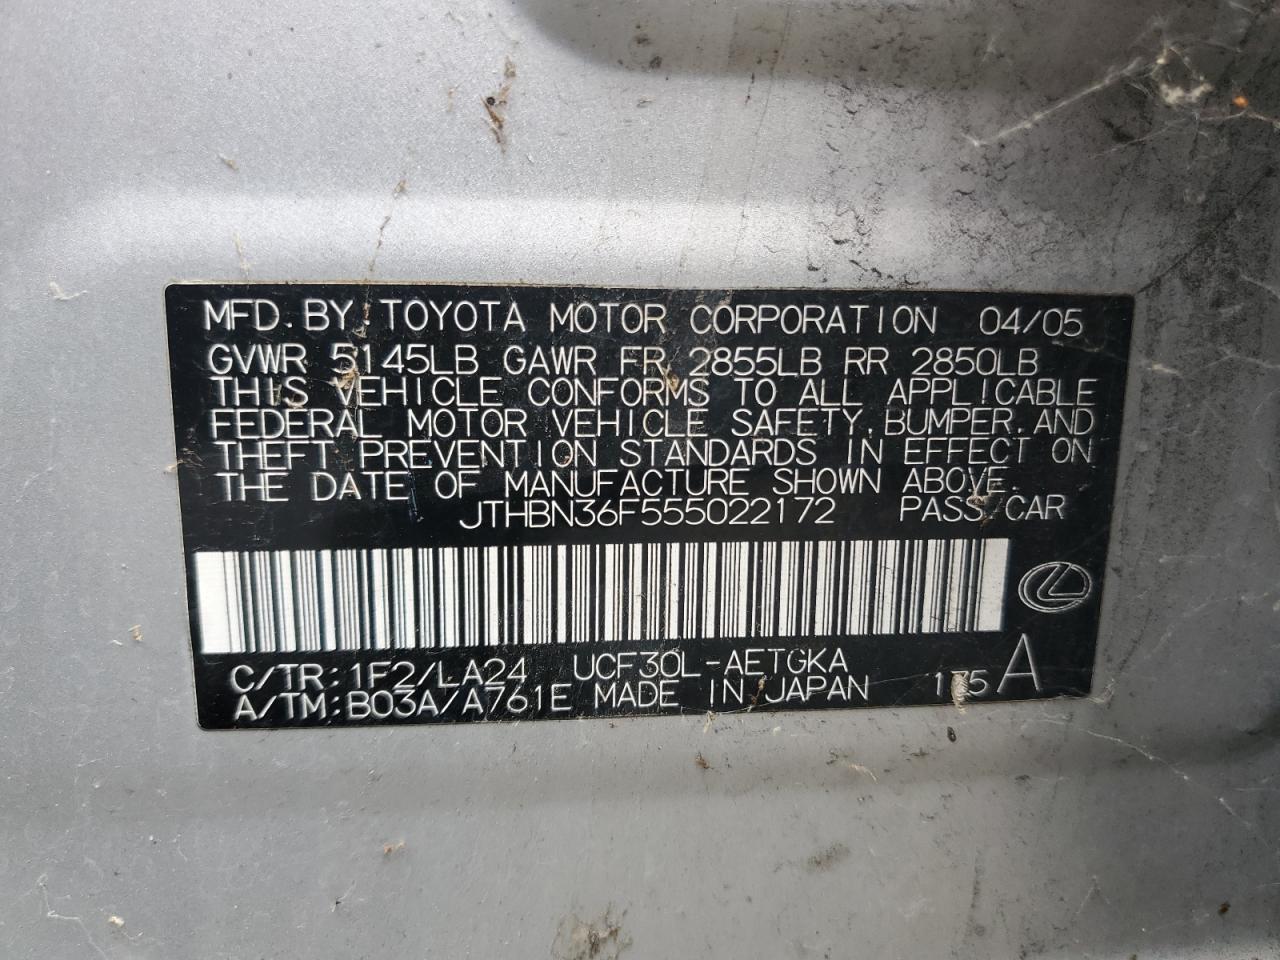 MFD. BY. TOYOTA MOTOR CORPORATION 04/05
GVWR 5145LB GAWR FR 2855LB RR 2850LB
THIS VEHICLE CONFORMS TO ALL APPLICABLE
FEDERAL MOTOR VEHICLE SAFETY, BUMPER, AND
THEFT PREVENTION STANDARDS IN EFFECT ON
THE DATE OF MANUFACTURE SHOWN ABOVE.
JTHBN36F555022172 PASS/CAR
C/TR: 1F2/LA24 UCF30L-AETGKA
A/TM: B03A/A761E MADE IN JAPAN 175 A